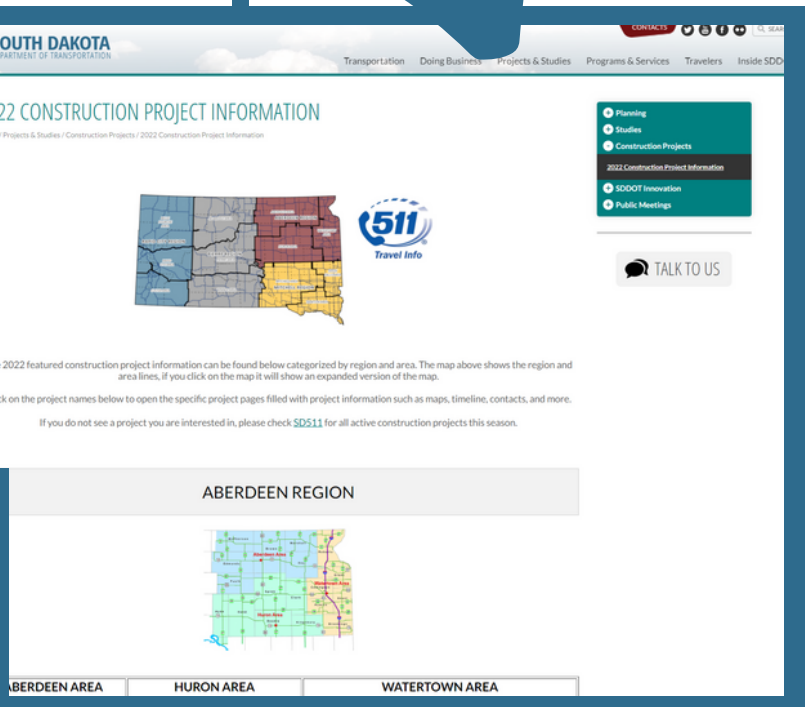 CONTACTS
OUTH DAKOTA
PARTMENT OF TRANSPORTATION
Transportation Doing Business Projects & Studies Programs & Services Travelers Inside SDDO
22 CONSTRUCTION PROJECT INFORMATION
/ Projects & Studies / Construction Projects / 2022 Construction Project Information
Planning
Studies
Construction Projects
2022 Construction Project Information
SDDOT Innovation
Public Meetings
511
Travel Info
TALK TO US
2022 featured construction project information can be found below categorized by region and area. The map above shows the region and
area lines, if you click on the map it will show an expanded version of the map.
ck on the project names below to open the specific project pages filled with project information such as maps, timeline, contacts, and more.
If you do not see a project you are interested in, please check SD511 for all active construction projects this season.
ABERDEEN REGION
Aberdeen Area
Watertown Area
Huron Area
ABERDEEN AREA HURON AREA WATERTOWN AREA